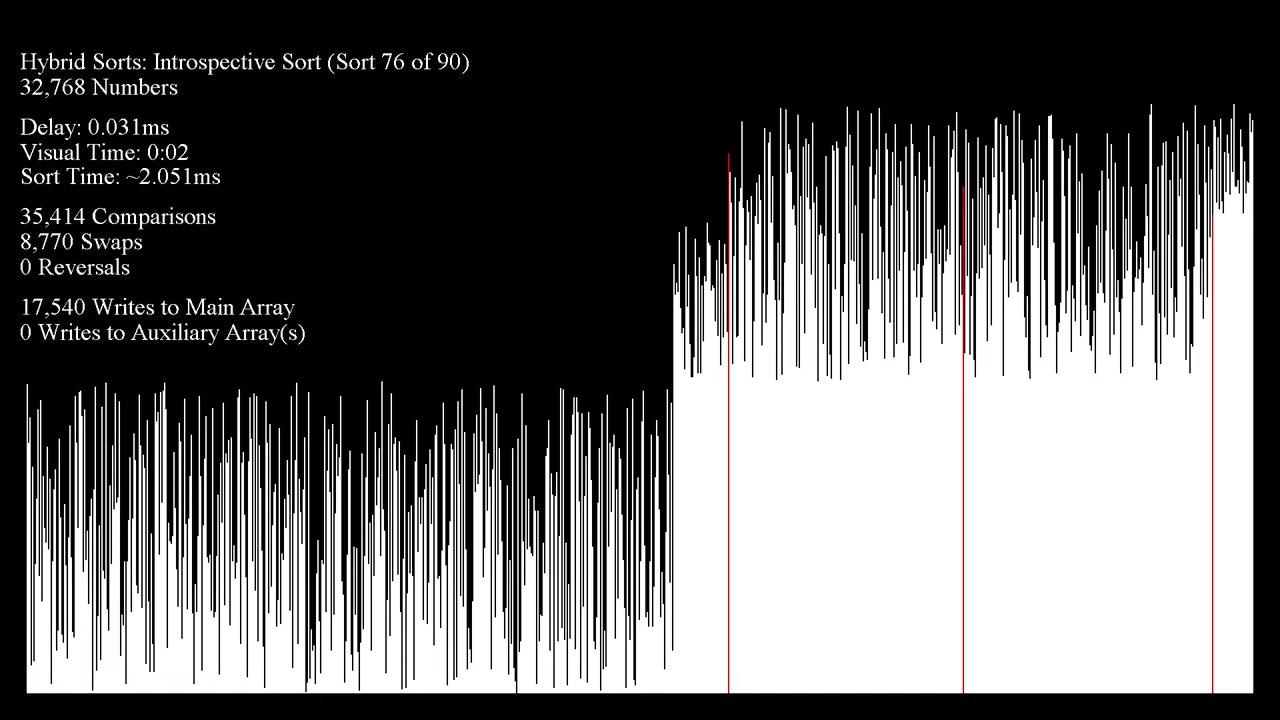 Hybrid Sorts: Introspective Sort (Sort 76 of 90)
32,768 Numbers
Delay: 0.031ms
Visual Time: 0:02
Sort Time: ~2.051ms
35,414 Comparisons
8,770 Swaps
0 Reversals
17,540 Writes to Main Array
0 Writes to Auxiliary Array(s)